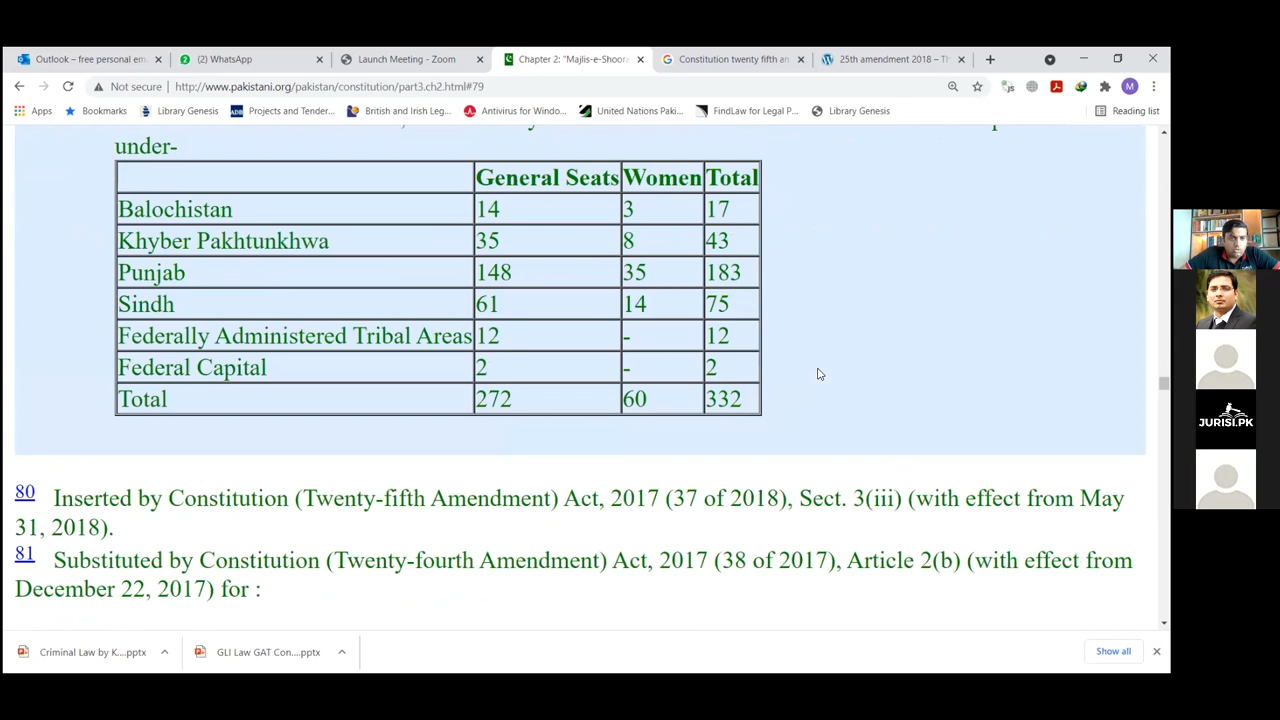 Outlook – free personal em
(2) WhatsApp
Launch Meeting - Zoom
Chapter 2: "Majlis-e-Shoora
Constitution twenty fifth an
25th amendment 2018 – Th
Not secure | http://www.pakistani.org/pakistan/constitution/part3.ch2.html#79
M
Apps
Bookmarks
Library Genesis
Projects and Tender...
British and Irish Leg...
Antivirus for Windo...
United Nations Paki...
FindLaw for Legal P...
Library Genesis
Reading list
under-
General Seats Women Total
Balochistan 14 3 17
Khyber Pakhtunkhwa 35 8 43
Punjab 148 35 183
Sindh 61 14 75
Federally Administered Tribal Areas 12 - 12
Federal Capital 2 - 2
Total 272 60 332
80 Inserted by Constitution (Twenty-fifth Amendment) Act, 2017 (37 of 2018), Sect. 3(iii) (with effect from May
31, 2018).
81 Substituted by Constitution (Twenty-fourth Amendment) Act, 2017 (38 of 2017), Article 2(b) (with effect from
December 22, 2017) for :
Criminal Law by K....pptx
GLI Law GAT Con....pptx
Show all
JURISI.PK